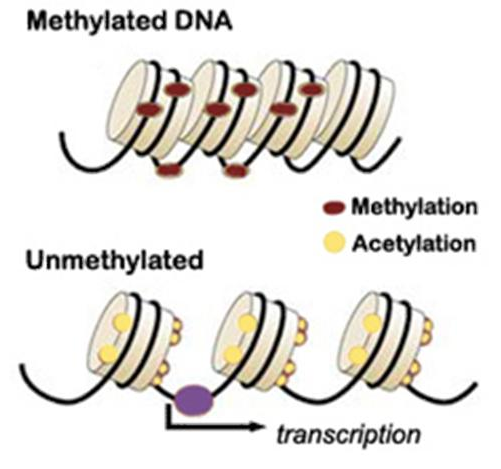 Methylated DNA
Methylation
Acetylation
Unmethylated
transcription